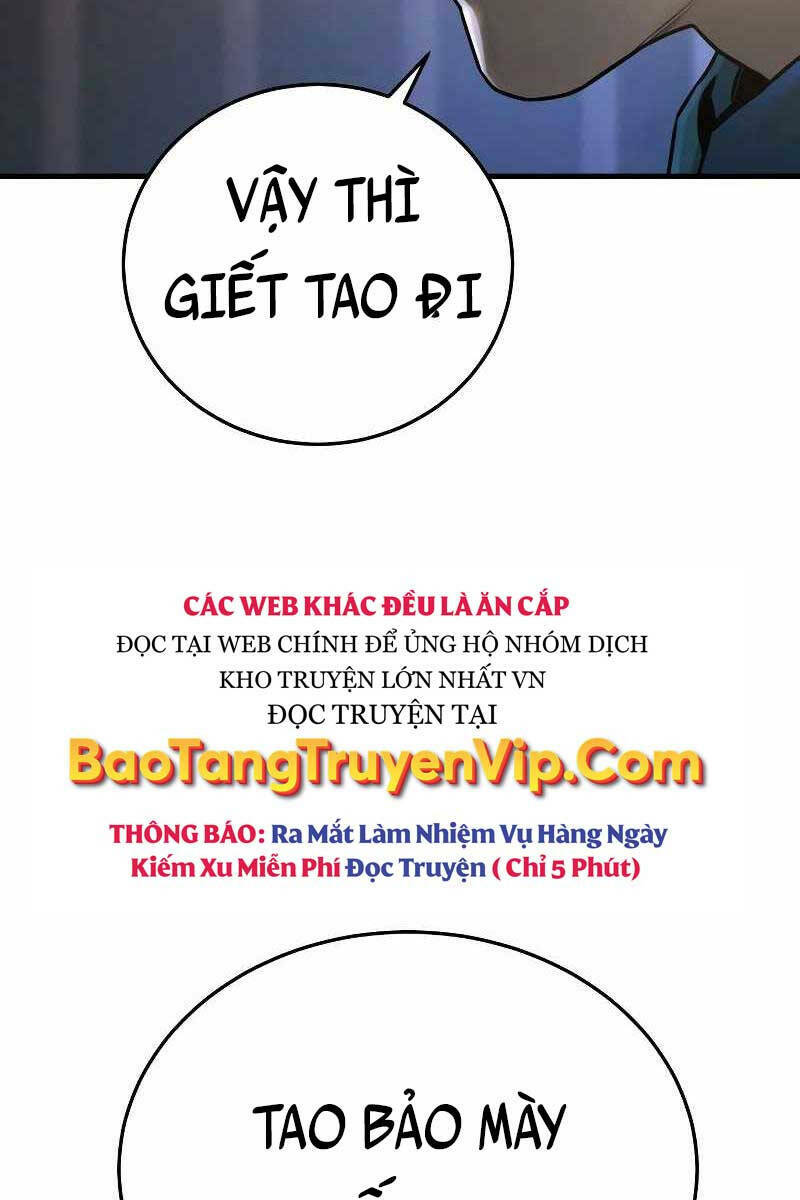 VẬY THÌ
GIẾT TAO ĐI
CÁC WEB KHÁC ĐỀU LÀ ĂN CẮP
ĐỌC TẠI WEB CHÍNH ĐỂ ỦNG HỘ NHÓM DỊCH
KHO TRUYỆN LỚN NHẤT VN
ĐỌC TRUYỆN TẠI
BaoTangTruyenVip.Com
THÔNG BÁO: Ra Mắt Làm Nhiệm Vụ Hàng Ngày
Kiếm Xu Miễn Phí Đọc Truyện ( Chỉ 5 Phút)
TAO BẢO MÀY